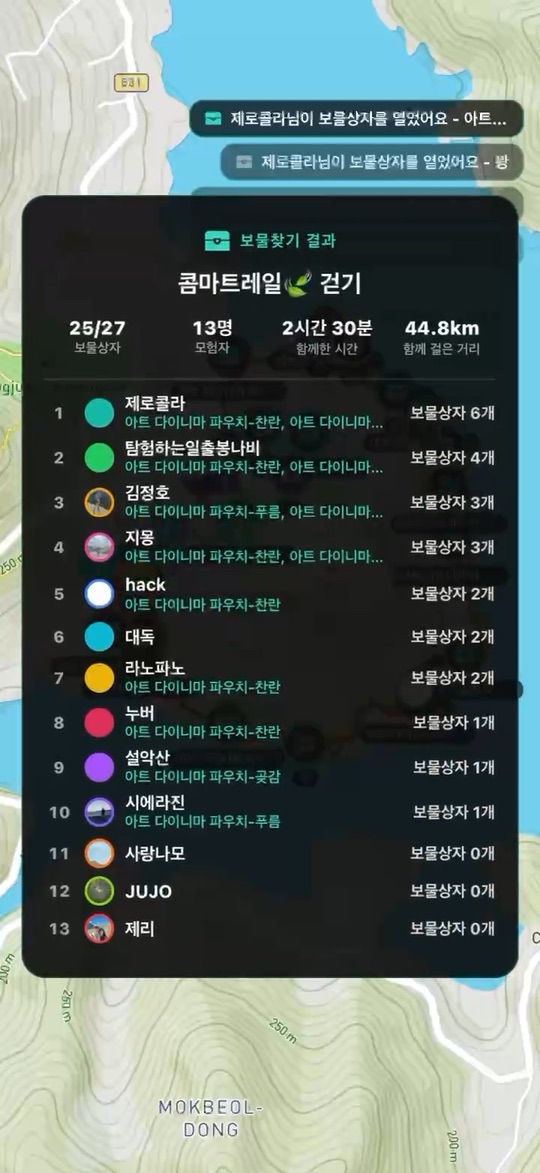 531
제로콜라님이 보물상자를 열었어요 - 아트...
제로콜라님이 보물상자를 열었어요 - 꽝
보물찾기 결과
콤마트레일🌿 걷기
25/27
보물상자
13명
모험자
2시간 30분
함께한 시간
44.8km
함께 걸은 거리
1 제로콜라 보물상자 6개
아트 다이니마 파우치-찬란, 아트 다이니마...
2 탐험하는일출봉나비 보물상자 4개
아트 다이니마 파우치-찬란, 아트 다이니마...
3 김정호 보물상자 3개
아트 다이니마 파우치-푸름, 아트 다이니마...
4 지몽 보물상자 3개
아트 다이니마 파우치-찬란, 아트 다이니마...
5 hack 보물상자 2개
아트 다이니마 파우치-찬란
6 대독 보물상자 2개
7 라노파노 보물상자 2개
아트 다이니마 파우치-찬란
8 누버 보물상자 1개
아트 다이니마 파우치-찬란
9 설악산 보물상자 1개
아트 다이니마 파우치-곶감
10 시에라진 보물상자 1개
아트 다이니마 파우치-푸름
11 사랑나모 보물상자 0개
12 JUJO 보물상자 0개
13 제리 보물상자 0개
250 m
200 m
250 m
250 m
MOKBEOL-
DONG
200 m